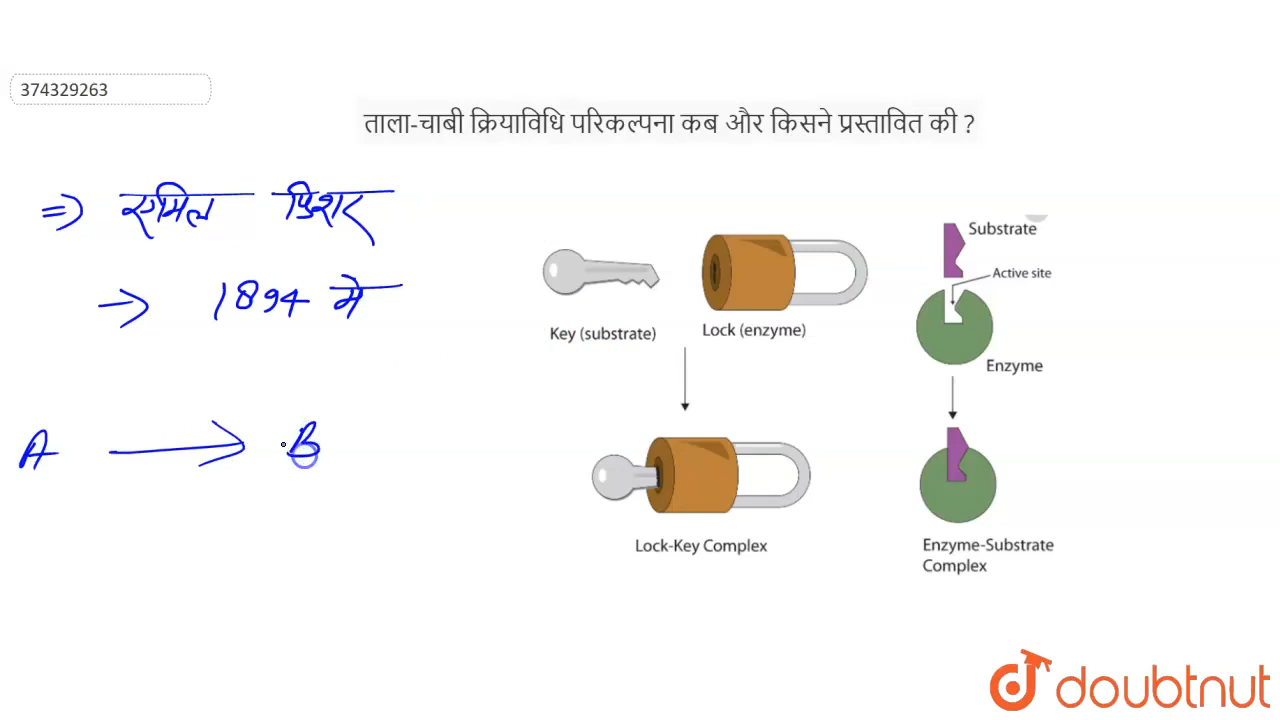 374329263
ताला-चाबी क्रियाविधि परिकल्पना कब और किसने प्रस्तावित की ?
⇒ एमिल फिशर
→ 1894 मे
A → B
Key (substrate)
Lock (enzyme)
Substrate
Active site
Enzyme
Lock-Key Complex
Enzyme-Substrate
Complex
doubtnut